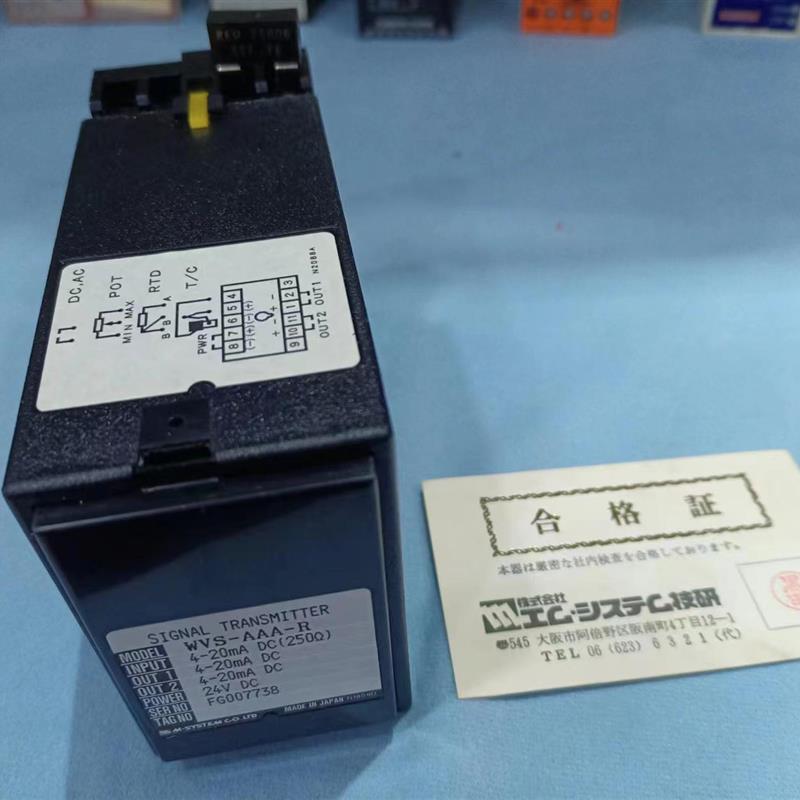 DC,AC
POT
MIN MAX
RTD
B B A
T/C
PWR
8 7 6 5 4
(-)(+)(-)(+)
9 10 11 1 2 3
+ - + -
OUT2 OUT1
N208BA
SIGNAL TRANSMITTER
MODEL WVS-AAA-R
INPUT 4-20mA DC(250Ω)
OUT 1 4-20mA DC
OUT 2 4-20mA DC
POWER 24V DC
SER NO FG007738
TAG NO
M-SYSTEM CO.,LTD MADE IN JAPAN
合格証
本器は厳密な社内検査を合格しております。
株式会社
エム・システム技研
545 大阪市阿倍野区阪南町4丁目12-1
TEL 06 (623) 6321 (代)